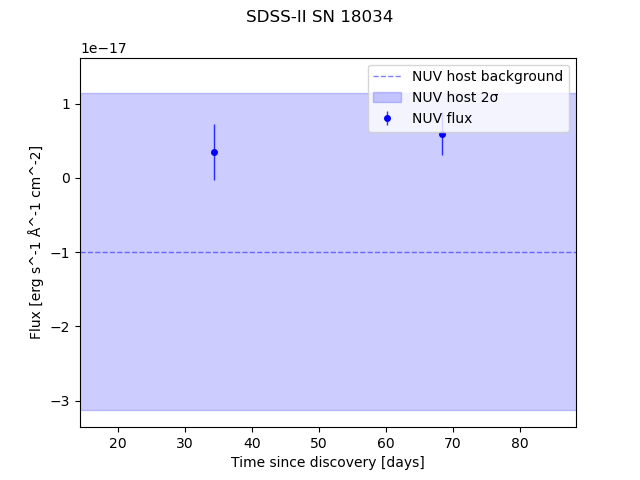 SDSS-II SN 18034
1e−17
NUV host background
NUV host 2σ
NUV flux
1
0
−1
−2
−3
Flux [erg s^-1 Å^-1 cm^-2]
20 30 40 50 60 70 80
Time since discovery [days]